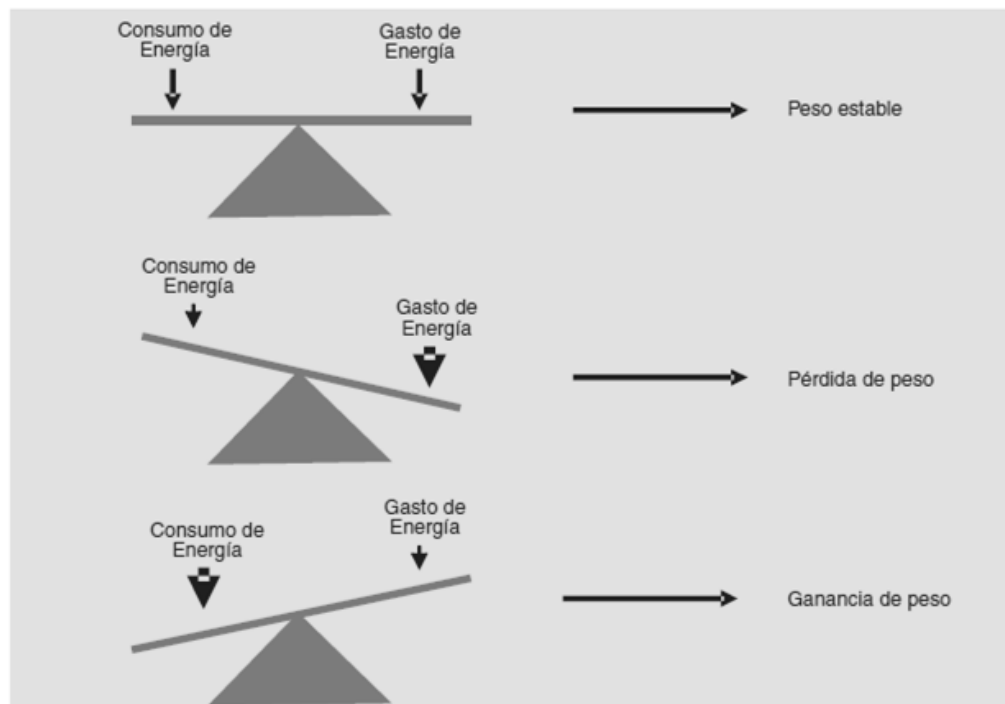 Consumo de
Energía
Gasto de
Energía
Peso estable
Consumo de
Energía
Gasto de
Energía
Pérdida de peso
Consumo de
Energía
Gasto de
Energía
Ganancia de peso